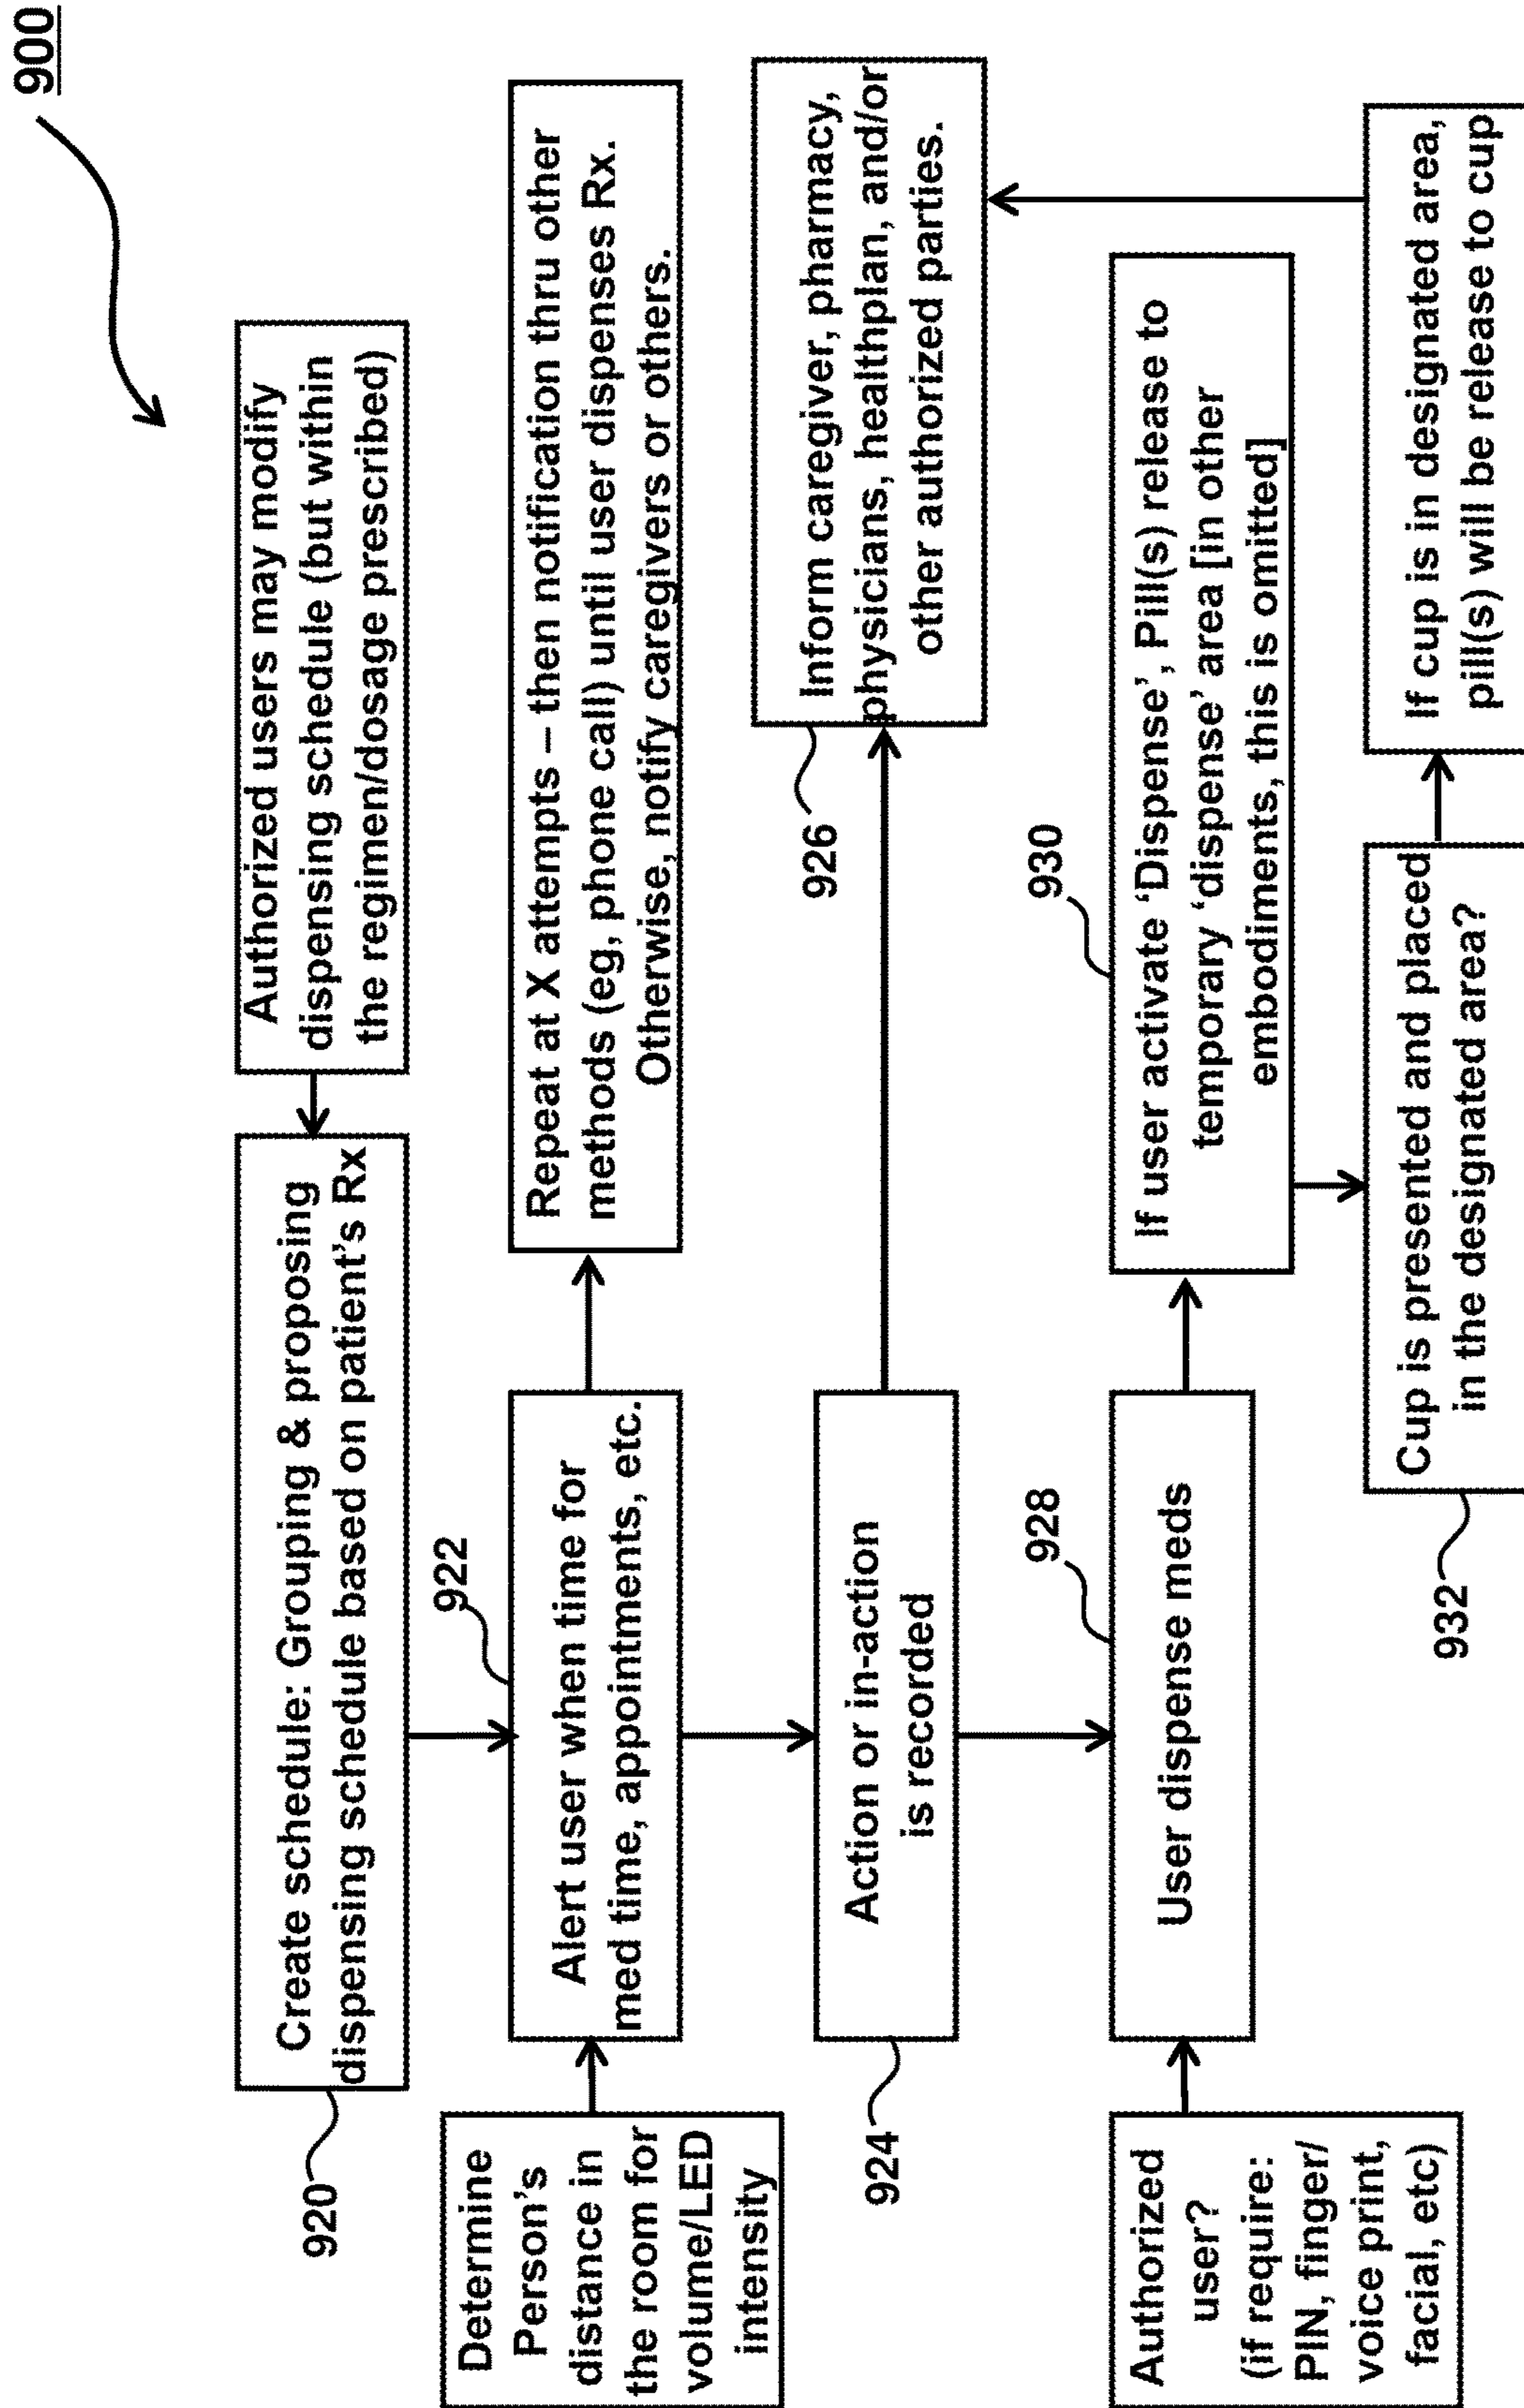 900
Authorized users may modify
dispensing schedule (but within
the regimen/dosage prescribed)
Create schedule: Grouping & proposing
dispensing schedule based on patient's Rx
920
922
Determine
Person's
distance in
the room for
volume/LED
intensity
Alert user when time for
med time, appointments, etc.
Repeat at X attempts – then notification thru other
methods (eg, phone call) until user dispenses Rx.
Otherwise, notify caregivers or others.
Action or in-action
is recorded
924
Inform caregiver, pharmacy,
physicians, healthplan, and/or
other authorized parties.
926
928
930
Authorized
user?
(if require:
PIN, finger/
voice print,
facial, etc)
User dispense meds
If user activate ‘Dispense’, Pill(s) release to
temporary ‘dispense’ area [in other
embodiments, this is omitted]
932
Cup is presented and placed
in the designated area?
If cup is in designated area,
pill(s) will be release to cup